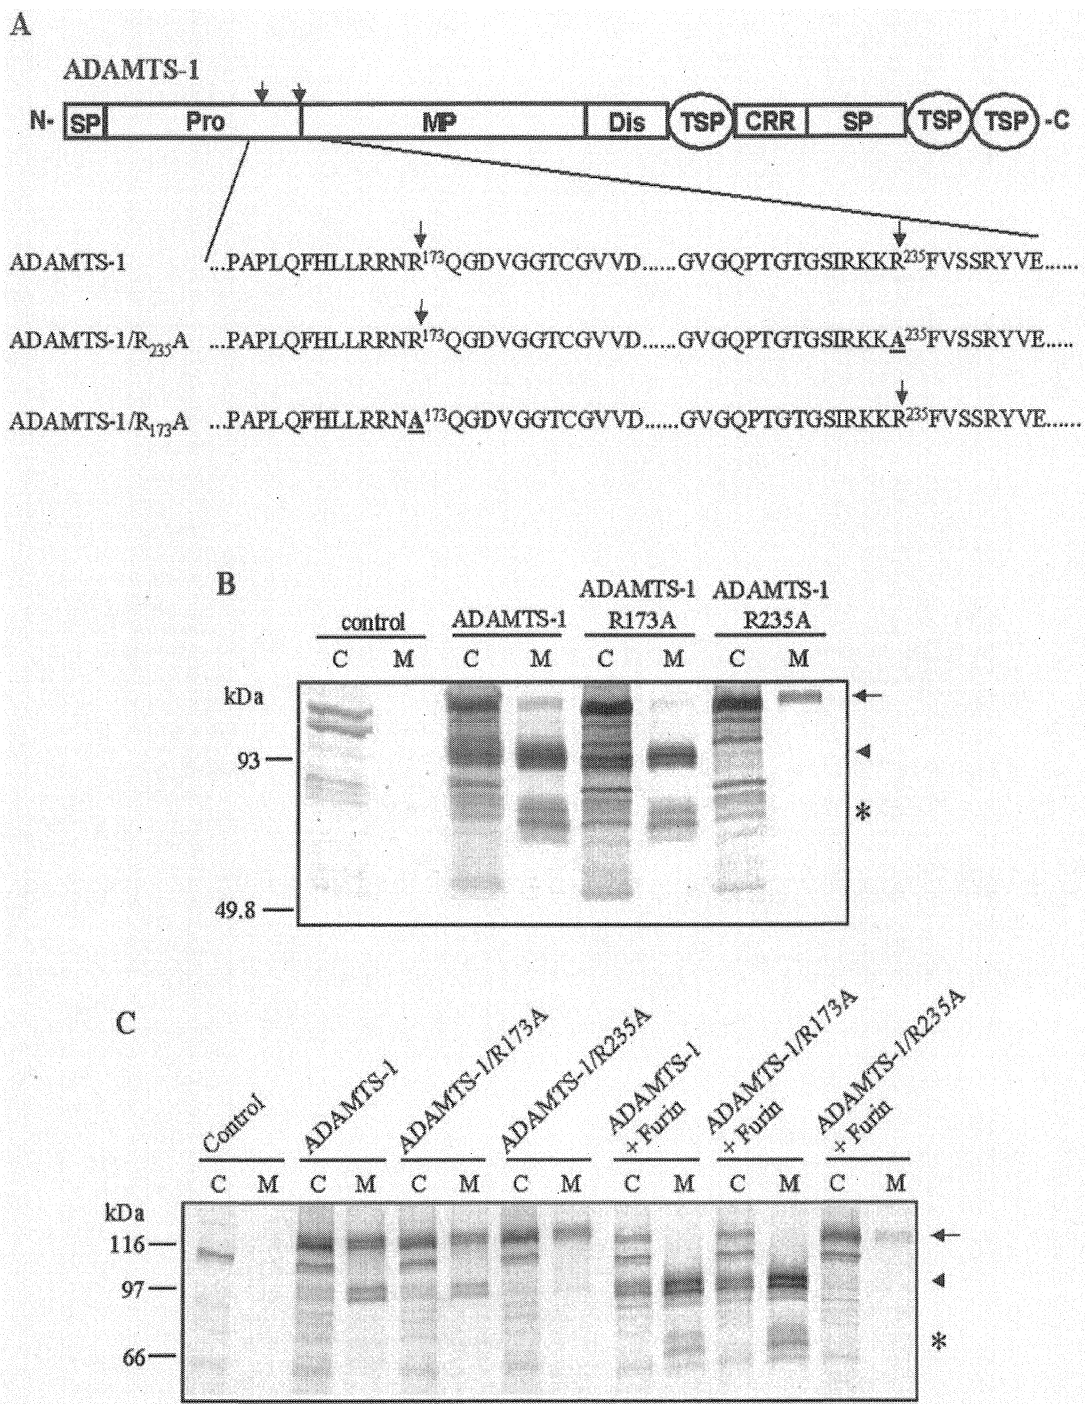 A
ADAMTS-1
N- SP Pro MP Dis TSP CRR SP TSP TSP -C
ADAMTS-1 ...PAPLQFHLLRRNR¹⁷³QGDVGGTCGVVD......GVGQPTGTGSIRKKR²³⁵FVSSRYVE......
ADAMTS-1/R₂₃₅A ...PAPLQFHLLRRNR¹⁷³QGDVGGTCGVVD......GVGQPTGTGSIRKKA²³⁵FVSSRYVE.....
ADAMTS-1/R₁₇₃A ...PAPLQFHLLRRNA¹⁷³QGDVGGTCGVVD......GVGQPTGTGSIRKKR²³⁵FVSSRYVE......
B
control ADAMTS-1 ADAMTS-1 R173A ADAMTS-1 R235A
C M C M C M C M
kDa
93
*
49.8
C
Control ADAMTS-1 ADAMTS-1/R173A ADAMTS-1/R235A ADAMTS-1 + Furin ADAMTS-1/R173A + Furin ADAMTS-1/R235A + Furin
C M C M C M C M C M C M C M
kDa
116
97
66 *